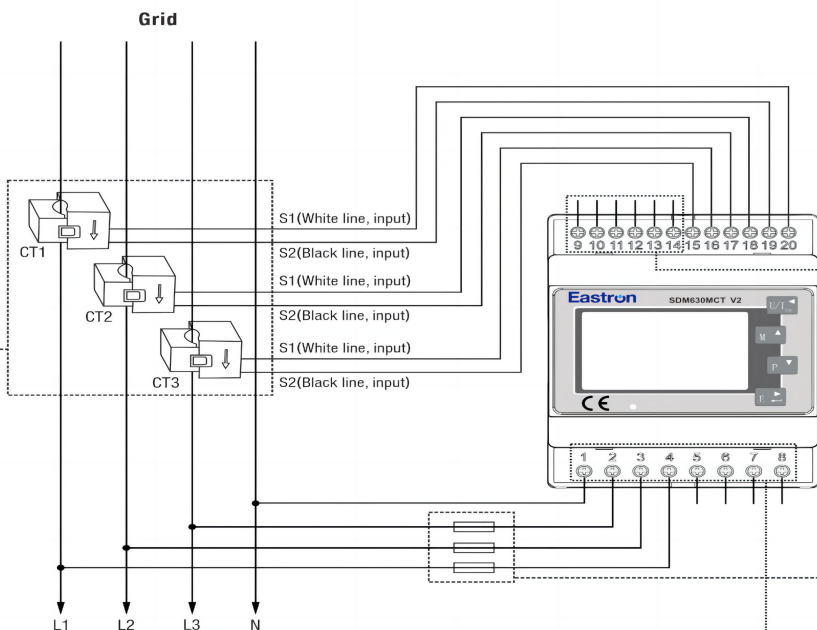 Grid
S1(White line, input)
S2(Black line, input)
CT1
S1(White line, input)
S2(Black line, input)
CT2
S1(White line, input)
S2(Black line, input)
CT3
9 10 11 12 13 14 15 16 17 18 19 20
Eastron SDM630MCT V2
M
P
E
CE
1 2 3 4 5 6 7 8
L1 L2 L3 N